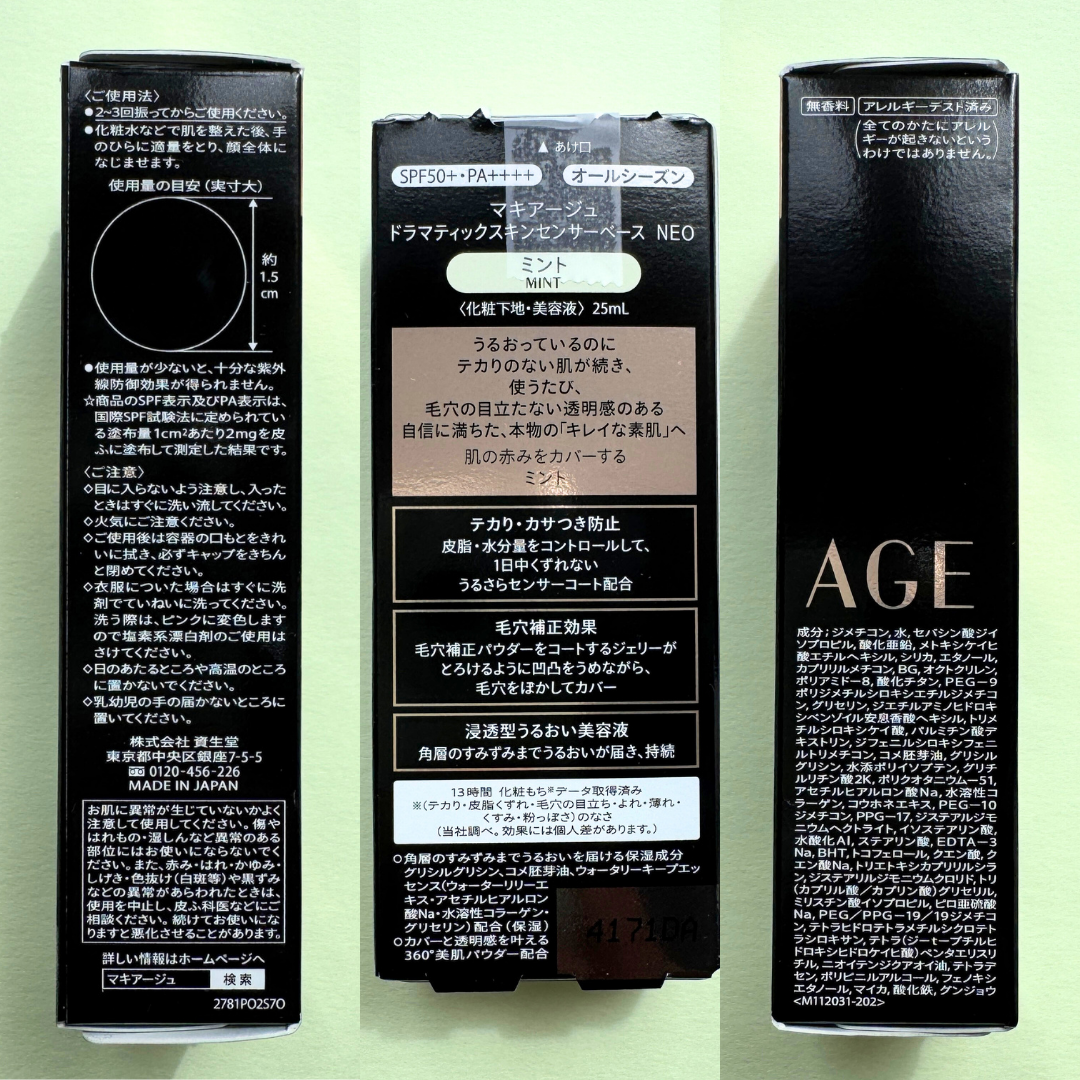 〈ご使用法〉
●2~3回振ってからご使用ください。
●化粧水などで肌を整えた後、手
のひらに適量をとり、顔全体に
なじませます。
使用量の目安（実寸大）
約
1.5
cm
●使用量が少ないと、十分な紫外
線防御効果が得られません。
☆商品のSPF表示及びPA表示は、
国際SPF試験法に定められてい
る塗布量1cm²あたり2mgを皮
ふに塗布して測定した結果です。
〈ご注意〉
◇目に入らないよう注意し、入った
ときはすぐに洗い流してください。
◇火気にご注意ください。
◇ご使用後は容器の口もとをきれ
いに拭き、必ずキャップをきちん
と閉めてください。
◇衣服についた場合はすぐに洗
剤でていねいに洗ってください。
洗う際は、ピンクに変色します
ので塩素系漂白剤のご使用は
さけてください。
◇日のあたるところや高温のところ
に置かないでください。
◇乳幼児の手の届かないところに
置いてください。
株式会社 資生堂
東京都中央区銀座7-5-5
0120-456-226
MADE IN JAPAN
お肌に異常が生じていないかよく
注意して使用してください。傷や
はれもの・湿しんなど異常のある
部位にはお使いにならないでく
ださい。また、赤み・はれ・かゆみ・
しげき・色抜け（白斑等）や黒ずみ
などの異常があらわれたときは、
使用を中止し、皮ふ科医などにご
相談ください。続けてお使いにな
りますと悪化させることがあります。
詳しい情報はホームページへ
マキアージュ 検索
2781PO2S7O
▲ あけ口
SPF50+・PA++++ オールシーズン
マキアージュ
ドラマティックスキンセンサーベース NEO
ミント
MINT
〈化粧下地・美容液〉 25mL
うるおっているのに
テカりのない肌が続き、
使うたび、
毛穴の目立たない透明感のある
自信に満ちた、本物の「キレイな素肌」へ
肌の赤みをカバーする
ミント
テカり・カサつき防止
皮脂・水分量をコントロールして、
1日中くずれない
うるさらセンサーコート配合
毛穴補正効果
毛穴補正パウダーをコートするジェリーが
とろけるように凹凸をうめながら、
毛穴をぼかしてカバー
浸透型うるおい美容液
角層のすみずみまでうるおいが届き、持続
13時間 化粧もち※データ取得済み
※（テカり・皮脂くずれ・毛穴の目立ち・よれ・薄れ・
くすみ・粉っぽさ）のなさ
（当社調べ。効果には個人差があります。）
○角層のすみずみまでうるおいを届ける保湿成分
グリシルグリシン、コメ胚芽油、ウォータリーキープエッ
センス（ウォーターリリーエ
キス・アセチルヒアルロン
酸Na・水溶性コラーゲン・
グリセリン）配合（保湿）
○カバーと透明感を叶える
360°美肌パウダー配合
4171DA
無香料 アレルギーテスト済み
（全てのかたにアレル
ギーが起きないという
わけではありません。）
AGE
成分；ジメチコン，水，セバシン酸ジイ
ソプロピル，酸化亜鉛，メトキシケイヒ
酸エチルヘキシル，シリカ，エタノール，
カプリリルメチコン，BG，オクトクリレン，
ポリアミド-8，酸化チタン，PEG-9
ポリジメチルシロキシエチルジメチコ
ン，グリセリン，ジエチルアミノヒドロキ
シベンゾイル安息香酸ヘキシル，トリメ
チルシロキシケイ酸，パルミチン酸デ
キストリン，ジフェニルシロキシフェニ
ルトリメチコン，コメ胚芽油，グリシル
グリシン，水添ポリイソブテン，グリチ
ルリチン酸2K，ポリクオタニウム-51，
アセチルヒアルロン酸Na，水溶性コ
ラーゲン，コウホネエキス，PEG-10
ジメチコン，PPG-17，ジステアルジモ
ニウムヘクトライト，イソステアリン酸，
水酸化Al，ステアリン酸，EDTA-3
Na，BHT，トコフェロール，クエン酸，ク
エン酸Na，トリエトキシカプリリルシラ
ン，ジステアリルジモニウムクロリド，トリ
（カプリル酸／カプリン酸）グリセリル，
ミリスチン酸イソプロピル，ピロ亜硫酸
Na，PEG／PPG-19／19ジメチコ
ン，テトラヒドロテトラメチルシクロテト
ラシロキサン，テトラ（ジ-t-ブチルヒ
ドロキシヒドロケイヒ酸）ペンタエリスリ
チル，ニオイテンジクアオイ油，テトラデ
セン，ポリビニルアルコール，フェノキシ
エタノール，マイカ，酸化鉄，グンジョウ
<M112031-202>